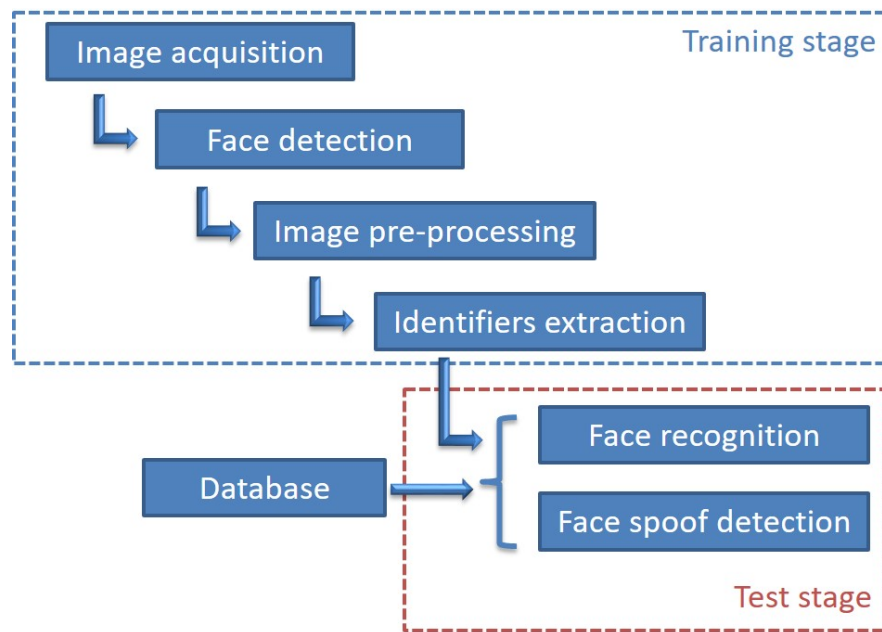 Training stage
Image acquisition
Face detection
Image pre-processing
Identifiers extraction
Face recognition
Database
Face spoof detection
Test stage